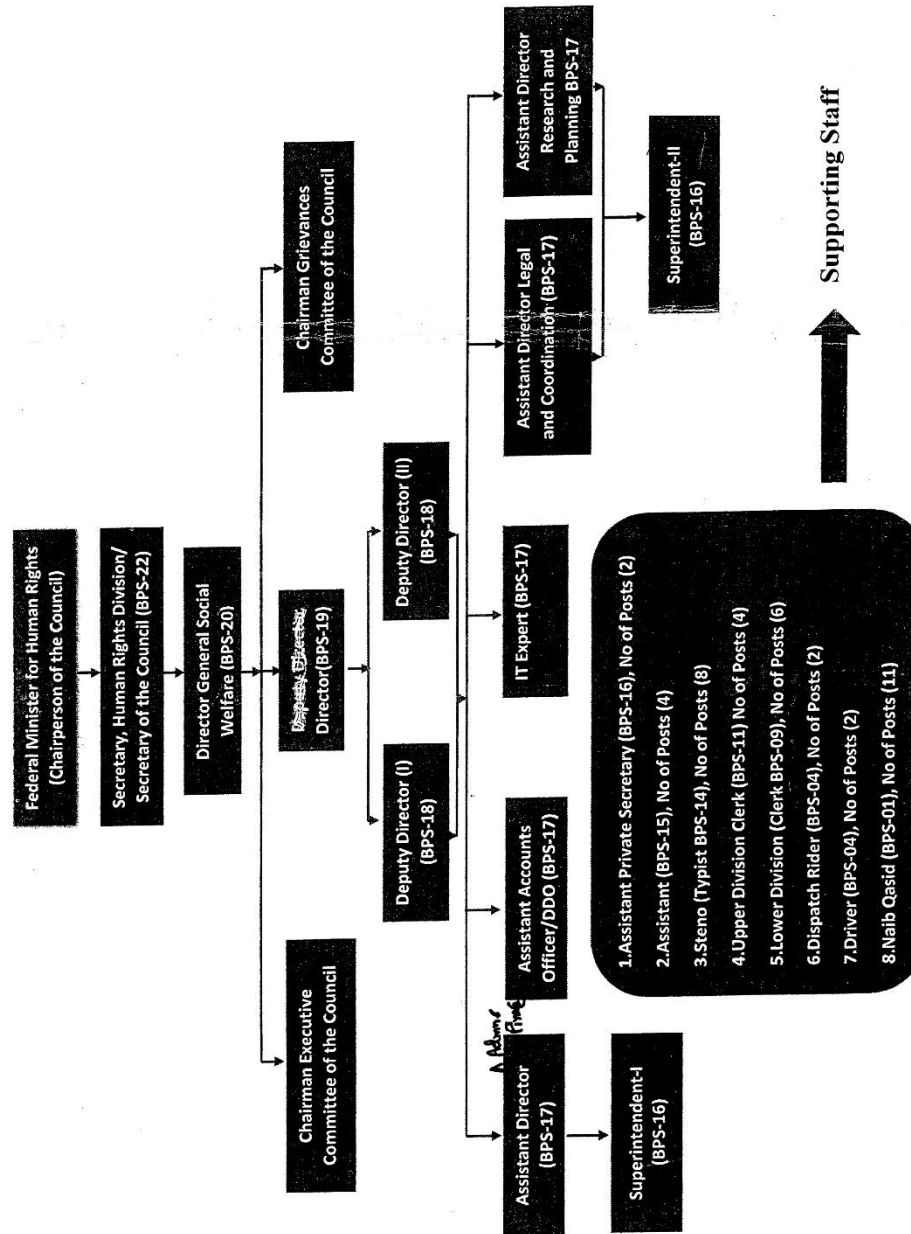 Federal Minister for Human Rights
(Chairperson of the Council)
Secretary, Human Rights Division/
Secretary of the Council (BPS-22)
Director General Social
Welfare (BPS-20)
Chairman Executive
Committee of the Council
Deputy Director
Director(BPS-19)
Chairman Grievances
Committee of the Council
Deputy Director (I)
(BPS-18)
Deputy Director (II)
(BPS-18)
Assistant Director
(BPS-17)
Admn
Assistant Accounts
Officer/DDO (BPS-17)
IT Expert (BPS-17)
Assistant Director Legal
and Coordination (BPS-17)
Assistant Director
Research and
Planning BPS-17
Superintendent-I
(BPS-16)
Superintendent-II
(BPS-16)
1.Assistant Private Secretary (BPS-16), No of Posts (2)
2.Assistant (BPS-15), No of Posts (4)
3.Steno (Typist BPS-14), No of Posts (8)
4.Upper Division Clerk (BPS-11) No of Posts (4)
5.Lower Division (Clerk BPS-09), No of Posts (6)
6.Dispatch Rider (BPS-04), No of Posts (2)
7.Driver (BPS-04), No of Posts (2)
8.Naib Qasid (BPS-01), No of Posts (11)
Supporting Staff